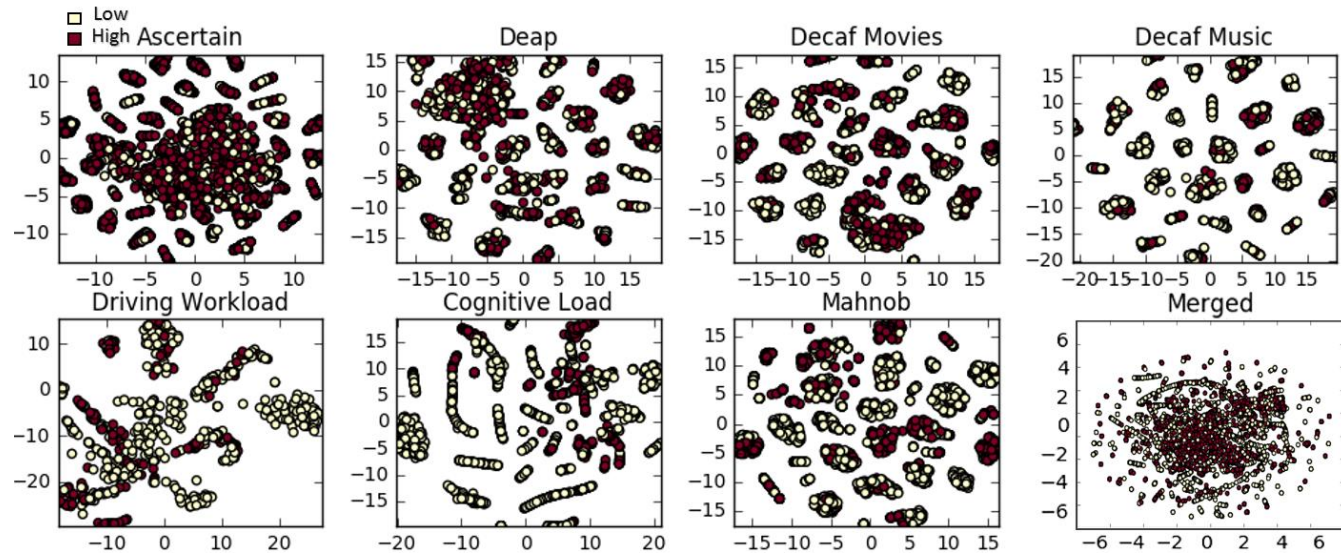 Low
High
Ascertain
Deap
Decaf Movies
Decaf Music
10
5
0
−5
−10
−10 −5 0 5 10
15
10
5
0
−5
−10
−15
−15 −10 −5 0 5 10 15
15
10
5
0
−5
−10
−15
−15 −10 −5 0 5 10 15
15
10
5
0
−5
−10
−15
−20
−20 −15 −10 −5 0 5 10 15
Driving Workload
Cognitive Load
Mahnob
Merged
10
0
−10
−20
−10 0 10 20
15
10
5
0
−5
−10
−15
−20 −10 0 10 20
15
10
5
0
−5
−10
−15
−15 −10 −5 0 5 10 15
6
4
2
0
−2
−4
−6
−6 −4 −2 0 2 4 6